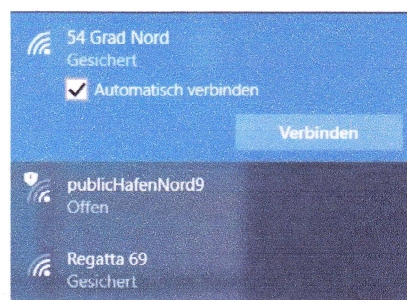 54 Grad Nord
Gesichert
Automatisch verbinden
Verbinden
publicHafenNord9
Offen
Regatta 69
Gesichert